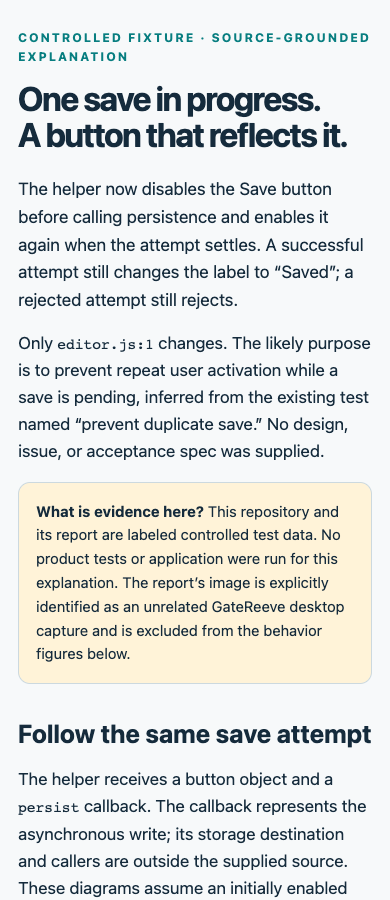 CONTROLLED FIXTURE · SOURCE-GROUNDED
EXPLANATION
One save in progress.
A button that reflects it.
The helper now disables the Save button
before calling persistence and enables it
again when the attempt settles. A successful
attempt still changes the label to “Saved”; a
rejected attempt still rejects.
Only editor.js:1 changes. The likely purpose
is to prevent repeat user activation while a
save is pending, inferred from the existing test
named “prevent duplicate save.” No design,
issue, or acceptance spec was supplied.
What is evidence here? This repository and
its report are labeled controlled test data. No
product tests or application were run for this
explanation. The report’s image is explicitly
identified as an unrelated GateReeve desktop
capture and is excluded from the behavior
figures below.
Follow the same save attempt
The helper receives a button object and a
persist callback. The callback represents the
asynchronous write; its storage destination
and callers are outside the supplied source.
These diagrams assume an initially enabled